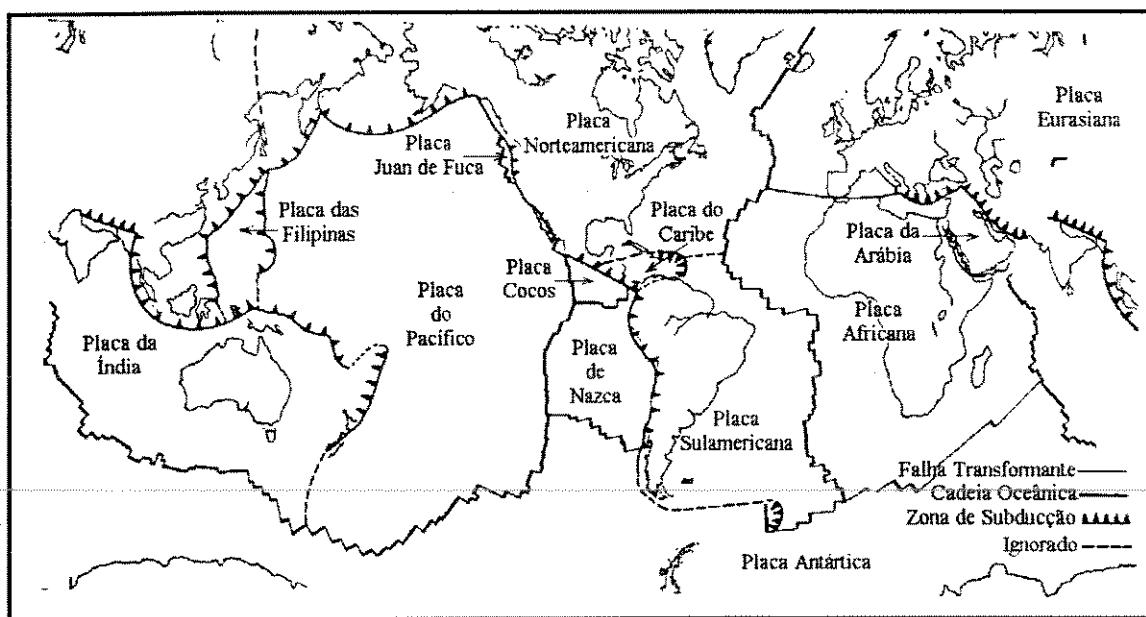 Placa
Eurasiana
Placa
Norteamericana
Placa
Juan de Fuca
Placa das
Filipinas
Placa do
Caribe
Placa da
Arábia
Placa
Cocos
Placa
do
Pacífico
Placa
Africana
Placa da
Índia
Placa
de
Nazca
Placa
Sulamericana
Falha Transformante
Cadeia Oceânica
Zona de Subducção
Ignorado
Placa Antártica